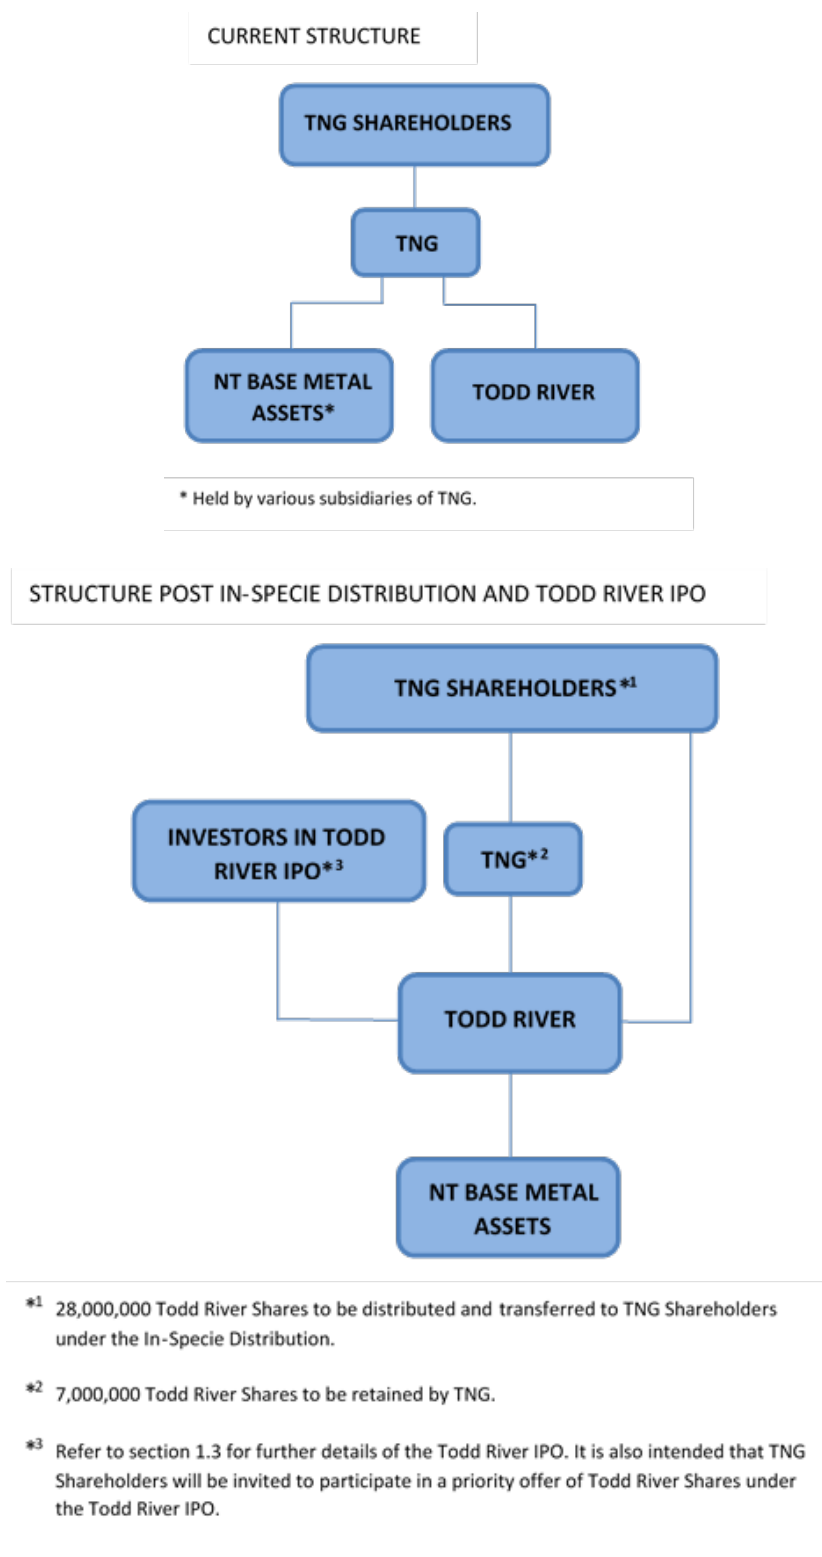 CURRENT STRUCTURE
TNG SHAREHOLDERS
TNG
NT BASE METAL
ASSETS*
TODD RIVER
* Held by various subsidiaries of TNG.
STRUCTURE POST IN-SPECIE DISTRIBUTION AND TODD RIVER IPO
TNG SHAREHOLDERS*1
INVESTORS IN TODD
RIVER IPO*3
TNG*2
TODD RIVER
NT BASE METAL
ASSETS
*1 28,000,000 Todd River Shares to be distributed and transferred to TNG Shareholders
under the In-Specie Distribution.
*2 7,000,000 Todd River Shares to be retained by TNG.
*3 Refer to section 1.3 for further details of the Todd River IPO. It is also intended that TNG
Shareholders will be invited to participate in a priority offer of Todd River Shares under
the Todd River IPO.